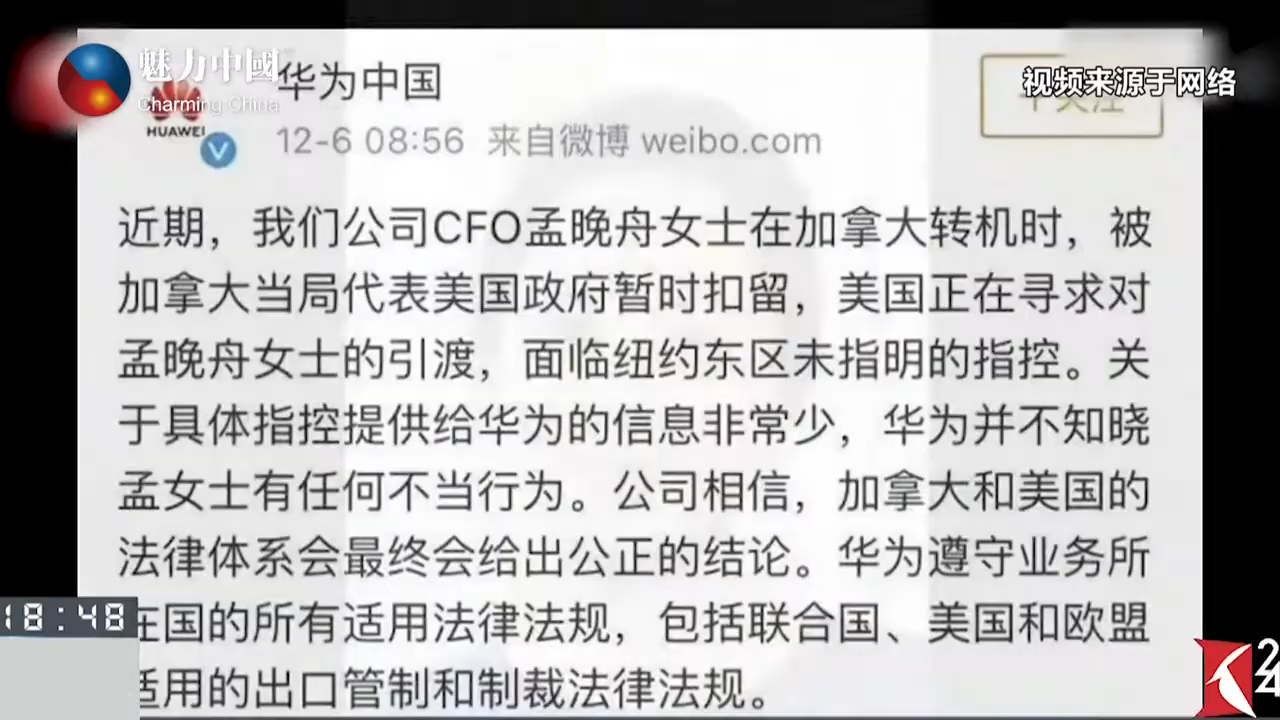 魅力中國
Charming China
华为中国
视频来源于网络
HUAWEI
12-6 08:56 来自微博 weibo.com
近期，我们公司CFO孟晚舟女士在加拿大转机时，被
加拿大当局代表美国政府暂时扣留，美国正在寻求对
孟晚舟女士的引渡，面临纽约东区未指明的指控。关
于具体指控提供给华为的信息非常少，华为并不知晓
孟女士有任何不当行为。公司相信，加拿大和美国的
法律体系会最终会给出公正的结论。华为遵守业务所
在国的所有适用法律法规，包括联合国、美国和欧盟
适用的出口管制和制裁法律法规。
18:48
24